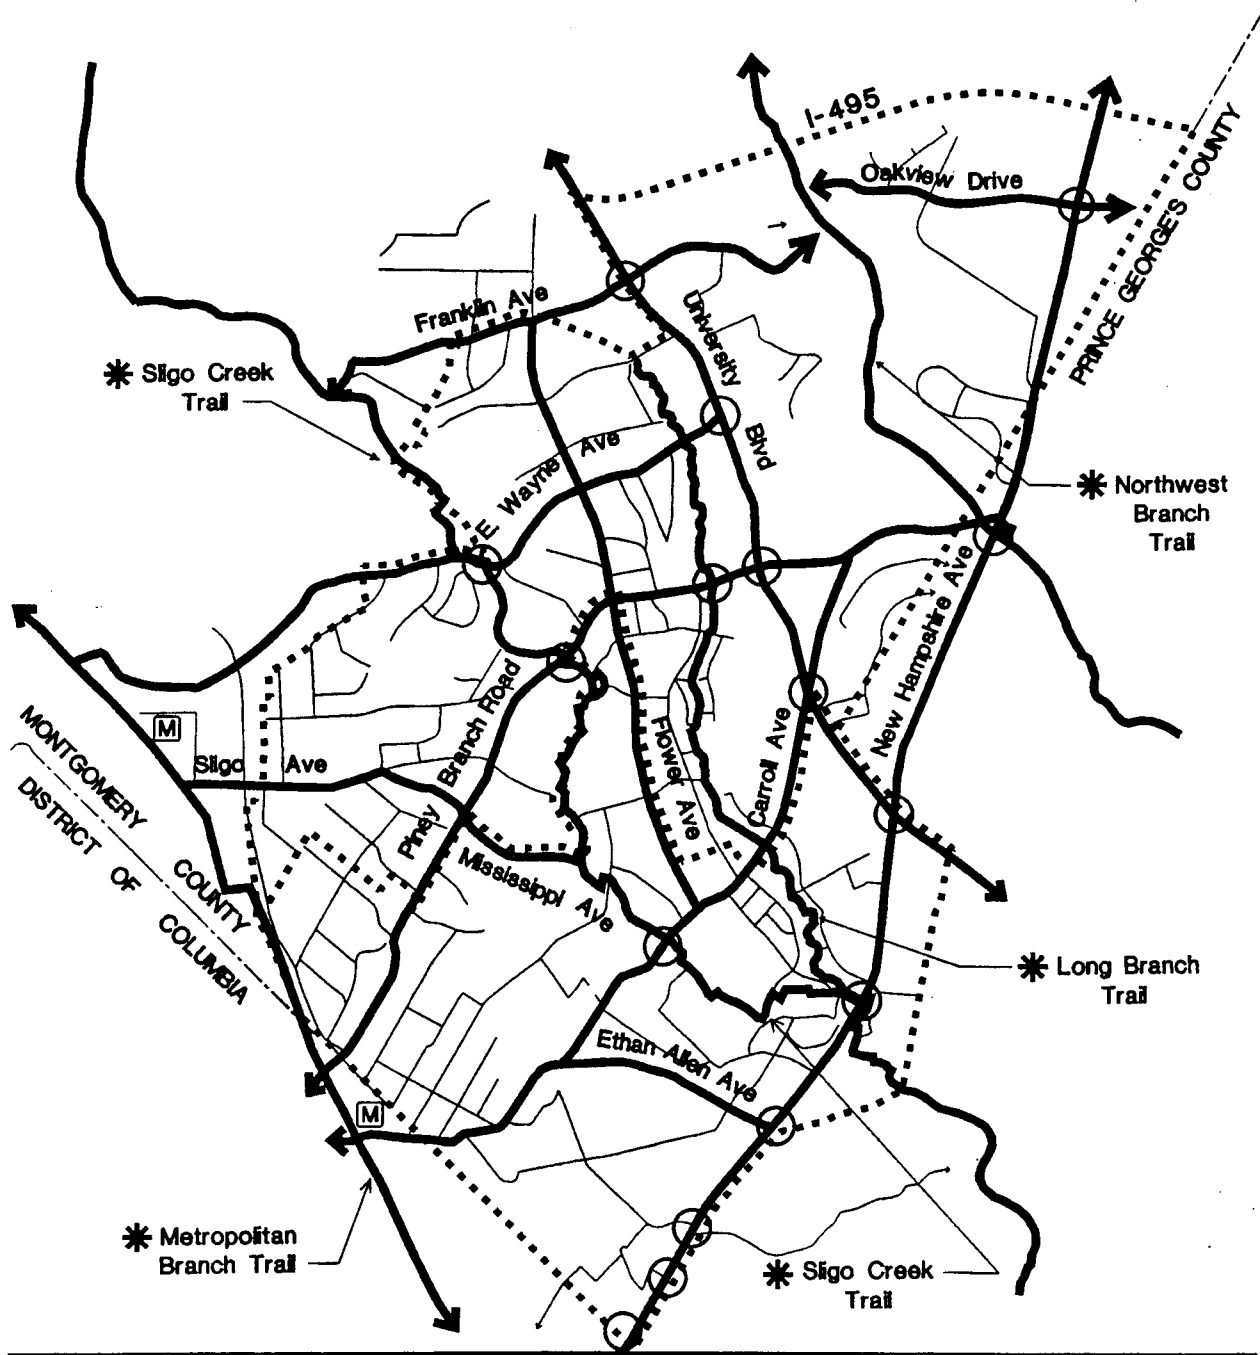 I-495
Oakview Drive
PRINCE GEORGE'S COUNTY
Franklin Ave
University
Blvd
✱ Sligo Creek
Trail
E Wayne Ave
✱ Northwest
Branch
Trail
New Hampshire Ave
M
Sligo Ave
Piney Branch Road
Flower Ave
Carroll Ave
MONTGOMERY COUNTY
DISTRICT OF COLUMBIA
Mississippi Ave
✱ Long Branch
Trail
Ethan Allen Ave
M
✱ Metropolitan
Branch Trail
✱ Sligo Creek
Trail